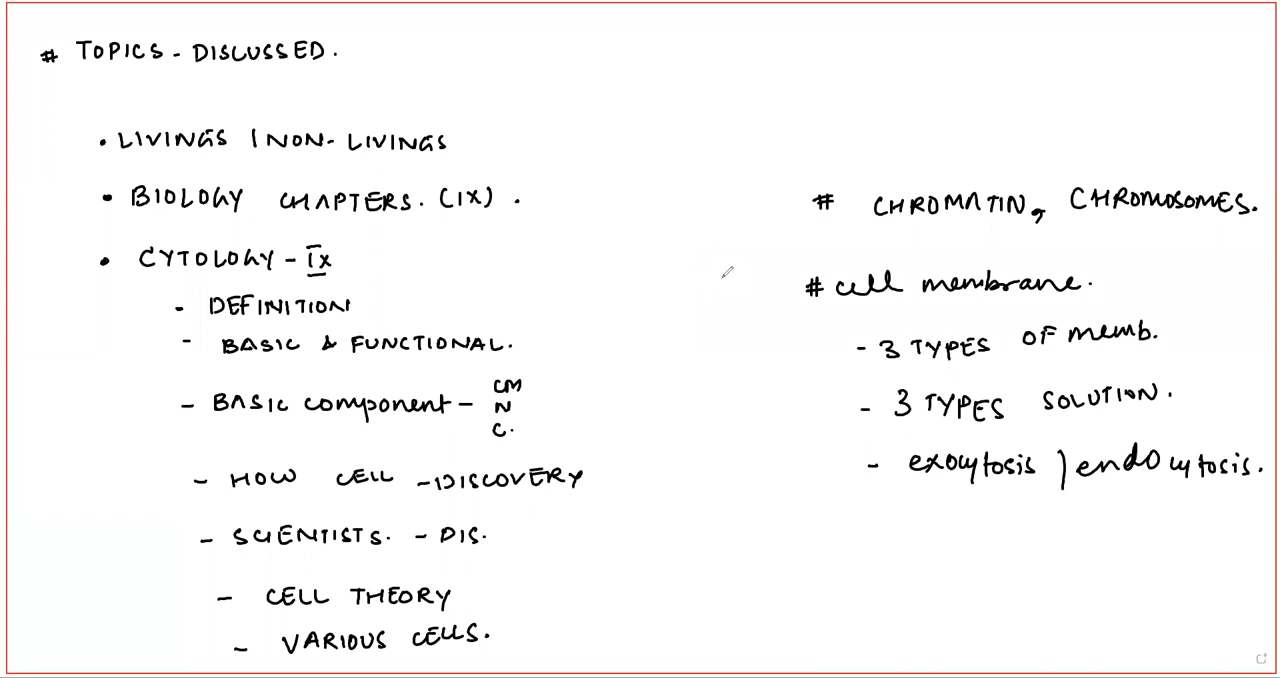 # TOPICS - DISCUSSED.
• LIVINGS | NON- LIVINGS
• BIOLOGY CHAPTERS. (IX) .
• CYTOLOGY - IX
- DEFINITION
- BASIC & FUNCTIONAL.
- BASIC component - CM
N
C.
- HOW CELL - DISCOVERY
- SCIENTISTS. - DIS.
- CELL THEORY
- VARIOUS CELLS.
# CHROMATIN, CHROMOSOMES.
# cell membrane.
- 3 TYPES OF memb.
- 3 TYPES SOLUTION.
- exocytosis | endocytosis.